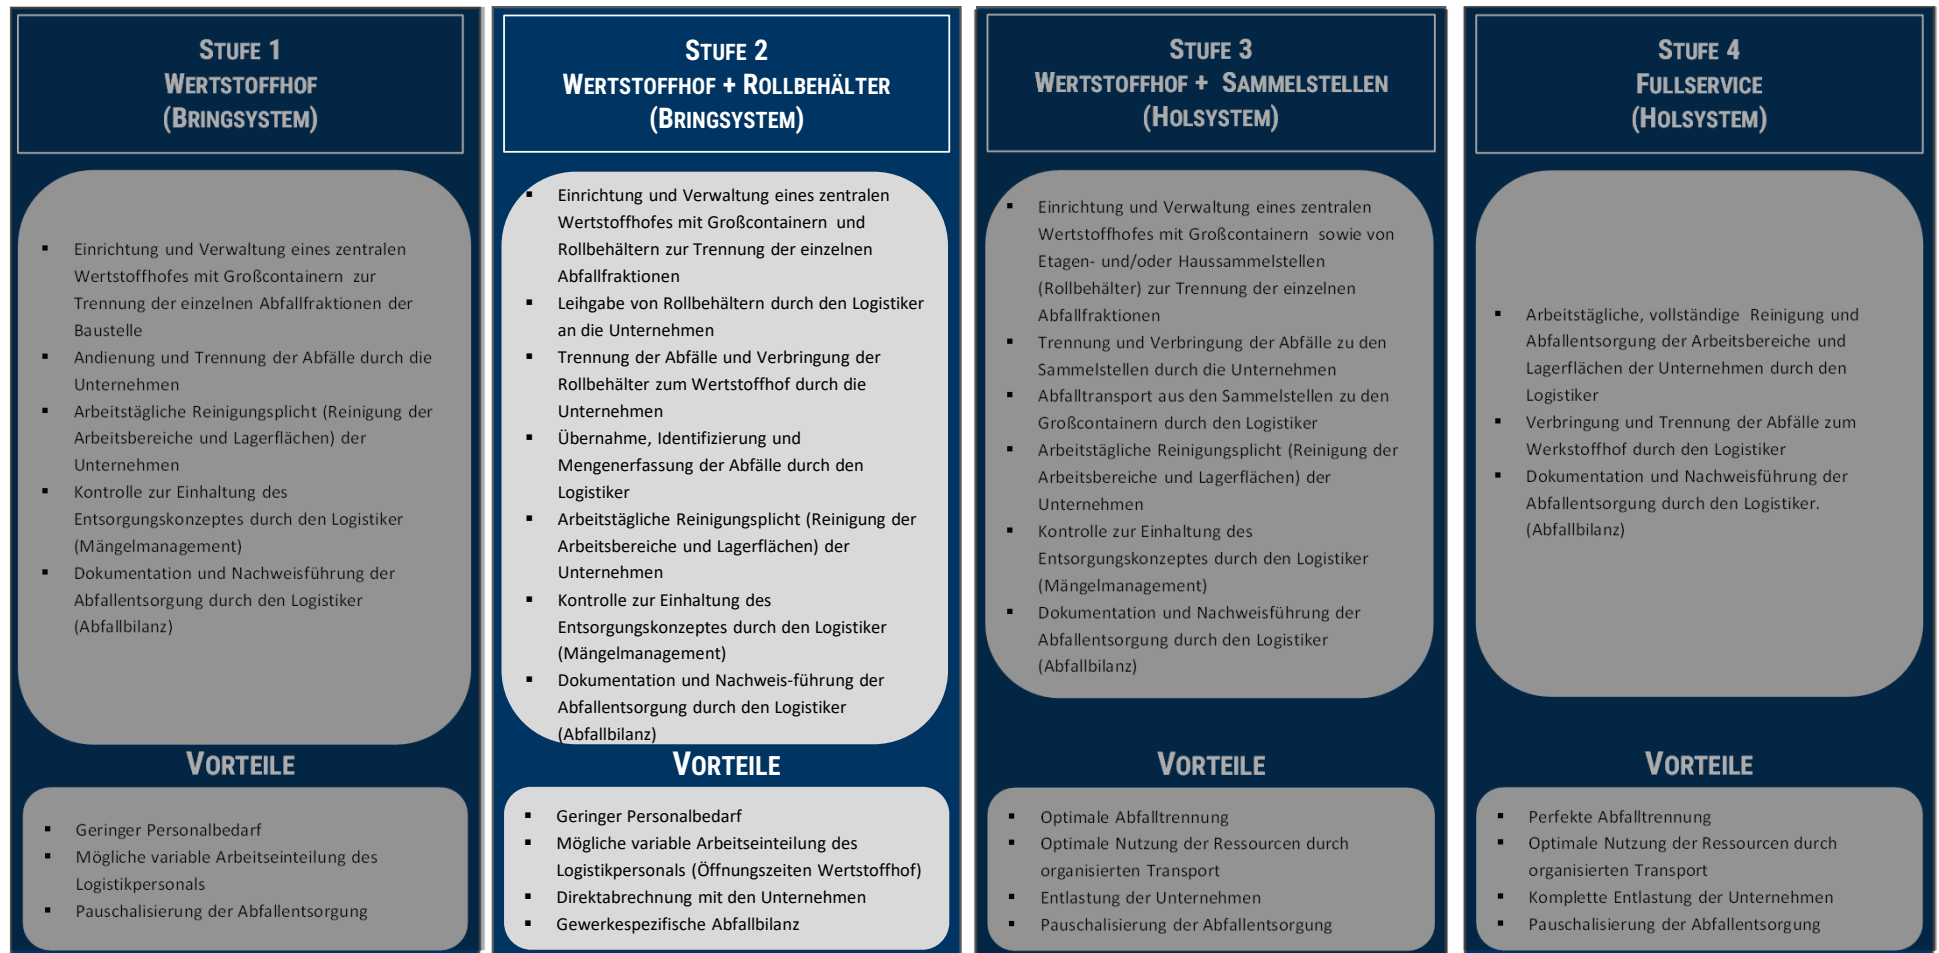 STUFE 1
WERTSTOFFHOF
(BRINGSYSTEM)
▪ Einrichtung und Verwaltung eines zentralen
Wertstoffhofes mit Großcontainern zur
Trennung der einzelnen Abfallfraktionen der
Baustelle
▪ Andienung und Trennung der Abfälle durch die
Unternehmen
▪ Arbeitstägliche Reinigungsplicht (Reinigung der
Arbeitsbereiche und Lagerflächen) der
Unternehmen
▪ Kontrolle zur Einhaltung des
Entsorgungskonzeptes durch den Logistiker
(Mängelmanagement)
▪ Dokumentation und Nachweisführung der
Abfallentsorgung durch den Logistiker
(Abfallbilanz)
VORTEILE
▪ Geringer Personalbedarf
▪ Mögliche variable Arbeitseinteilung des
Logistikpersonals
▪ Pauschalisierung der Abfallentsorgung
STUFE 2
WERTSTOFFHOF + ROLLBEHÄLTER
(BRINGSYSTEM)
▪ Einrichtung und Verwaltung eines zentralen
Wertstoffhofes mit Großcontainern und
Rollbehältern zur Trennung der einzelnen
Abfallfraktionen
▪ Leihgabe von Rollbehältern durch den Logistiker
an die Unternehmen
▪ Trennung der Abfälle und Verbringung der
Rollbehälter zum Wertstoffhof durch die
Unternehmen
▪ Übernahme, Identifizierung und
Mengenerfassung der Abfälle durch den
Logistiker
▪ Arbeitstägliche Reinigungsplicht (Reinigung der
Arbeitsbereiche und Lagerflächen) der
Unternehmen
▪ Kontrolle zur Einhaltung des
Entsorgungskonzeptes durch den Logistiker
(Mängelmanagement)
▪ Dokumentation und Nachweis-führung der
Abfallentsorgung durch den Logistiker
(Abfallbilanz)
VORTEILE
▪ Geringer Personalbedarf
▪ Mögliche variable Arbeitseinteilung des
Logistikpersonals (Öffnungszeiten Wertstoffhof)
▪ Direktabrechnung mit den Unternehmen
▪ Gewerkespezifische Abfallbilanz
STUFE 3
WERTSTOFFHOF + SAMMELSTELLEN
(HOLSYSTEM)
▪ Einrichtung und Verwaltung eines zentralen
Wertstoffhofes mit Großcontainern sowie von
Etagen- und/oder Haussammelstellen
(Rollbehälter) zur Trennung der einzelnen
Abfallfraktionen
▪ Trennung und Verbringung der Abfälle zu den
Sammelstellen durch die Unternehmen
▪ Abfalltransport aus den Sammelstellen zu den
Großcontainern durch den Logistiker
▪ Arbeitstägliche Reinigungsplicht (Reinigung der
Arbeitsbereiche und Lagerflächen) der
Unternehmen
▪ Kontrolle zur Einhaltung des
Entsorgungskonzeptes durch den Logistiker
(Mängelmanagement)
▪ Dokumentation und Nachweisführung der
Abfallentsorgung durch den Logistiker
(Abfallbilanz)
VORTEILE
▪ Optimale Abfalltrennung
▪ Optimale Nutzung der Ressourcen durch
organisierten Transport
▪ Entlastung der Unternehmen
▪ Pauschalisierung der Abfallentsorgung
STUFE 4
FULLSERVICE
(HOLSYSTEM)
▪ Arbeitstägliche, vollständige Reinigung und
Abfallentsorgung der Arbeitsbereiche und
Lagerflächen der Unternehmen durch den
Logistiker
▪ Verbringung und Trennung der Abfälle zum
Werkstoffhof durch den Logistiker
▪ Dokumentation und Nachweisführung der
Abfallentsorgung durch den Logistiker.
(Abfallbilanz)
VORTEILE
▪ Perfekte Abfalltrennung
▪ Optimale Nutzung der Ressourcen durch
organisierten Transport
▪ Komplette Entlastung der Unternehmen
▪ Pauschalisierung der Abfallentsorgung